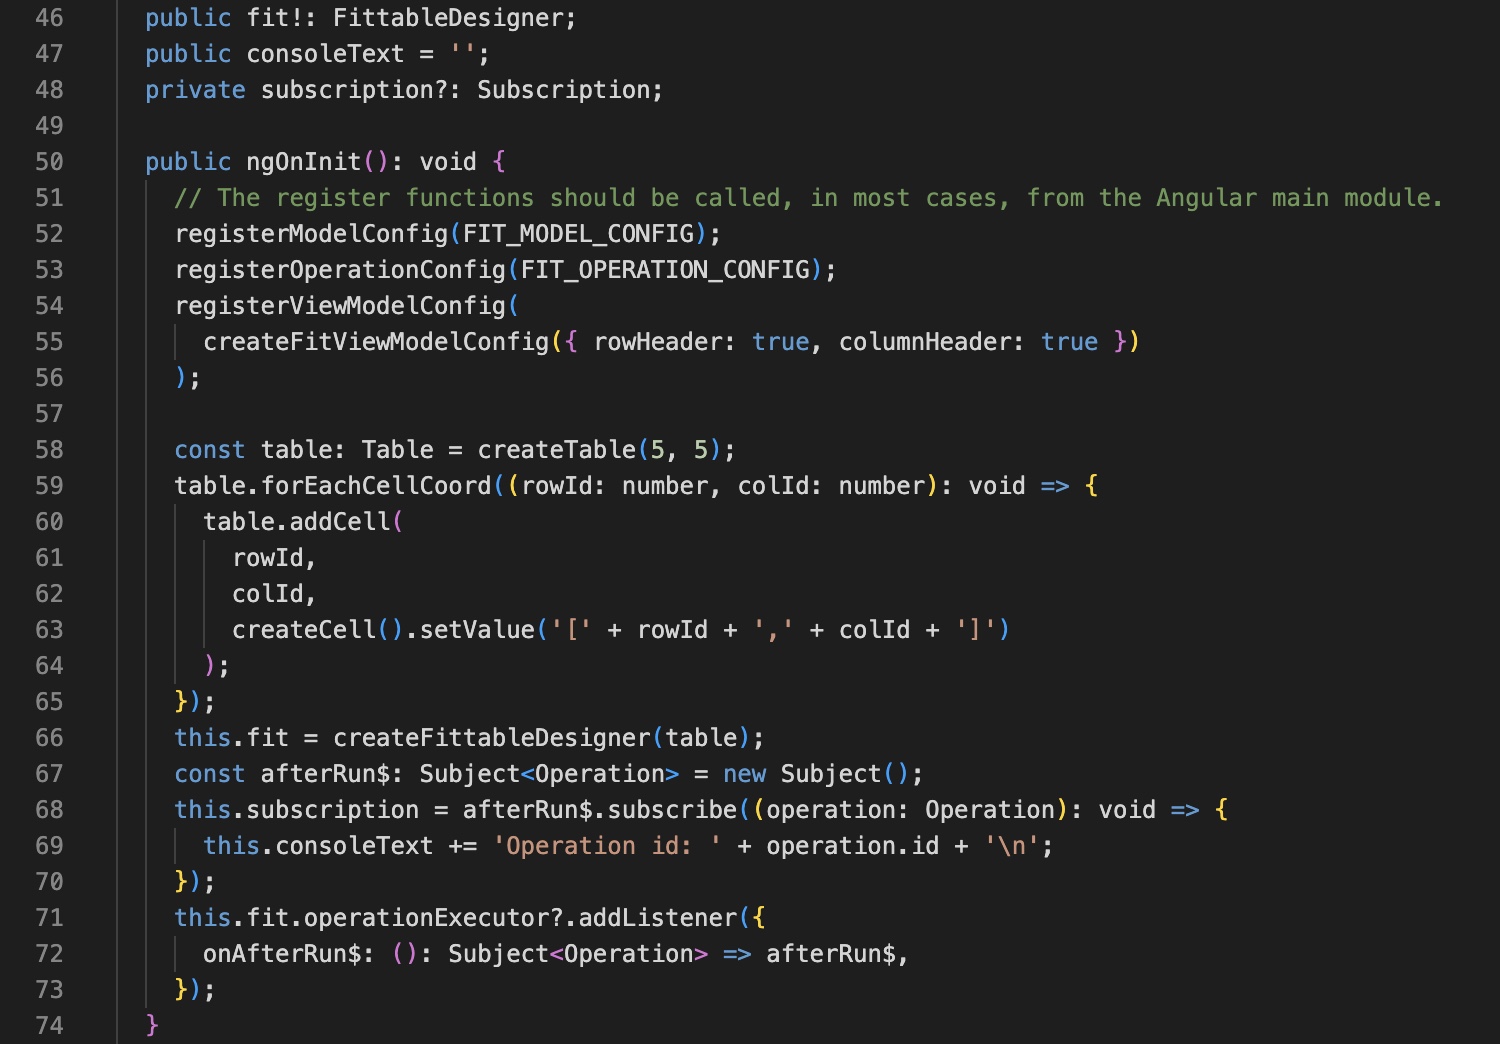 46 public fit!: FittableDesigner;
47 public consoleText = '';
48 private subscription?: Subscription;
49
50 public ngOnInit(): void {
51 // The register functions should be called, in most cases, from the Angular main module.
52 registerModelConfig(FIT_MODEL_CONFIG);
53 registerOperationConfig(FIT_OPERATION_CONFIG);
54 registerViewModelConfig(
55 createFitViewModelConfig({ rowHeader: true, columnHeader: true })
56 );
57
58 const table: Table = createTable(5, 5);
59 table.forEachCellCoord((rowId: number, colId: number): void => {
60 table.addCell(
61 rowId,
62 colId,
63 createCell().setValue('[' + rowId + ',' + colId + ']')
64 );
65 });
66 this.fit = createFittableDesigner(table);
67 const afterRun$: Subject<Operation> = new Subject();
68 this.subscription = afterRun$.subscribe((operation: Operation): void => {
69 this.consoleText += 'Operation id: ' + operation.id + '\n';
70 });
71 this.fit.operationExecutor?.addListener({
72 onAfterRun$: (): Subject<Operation> => afterRun$,
73 });
74 }